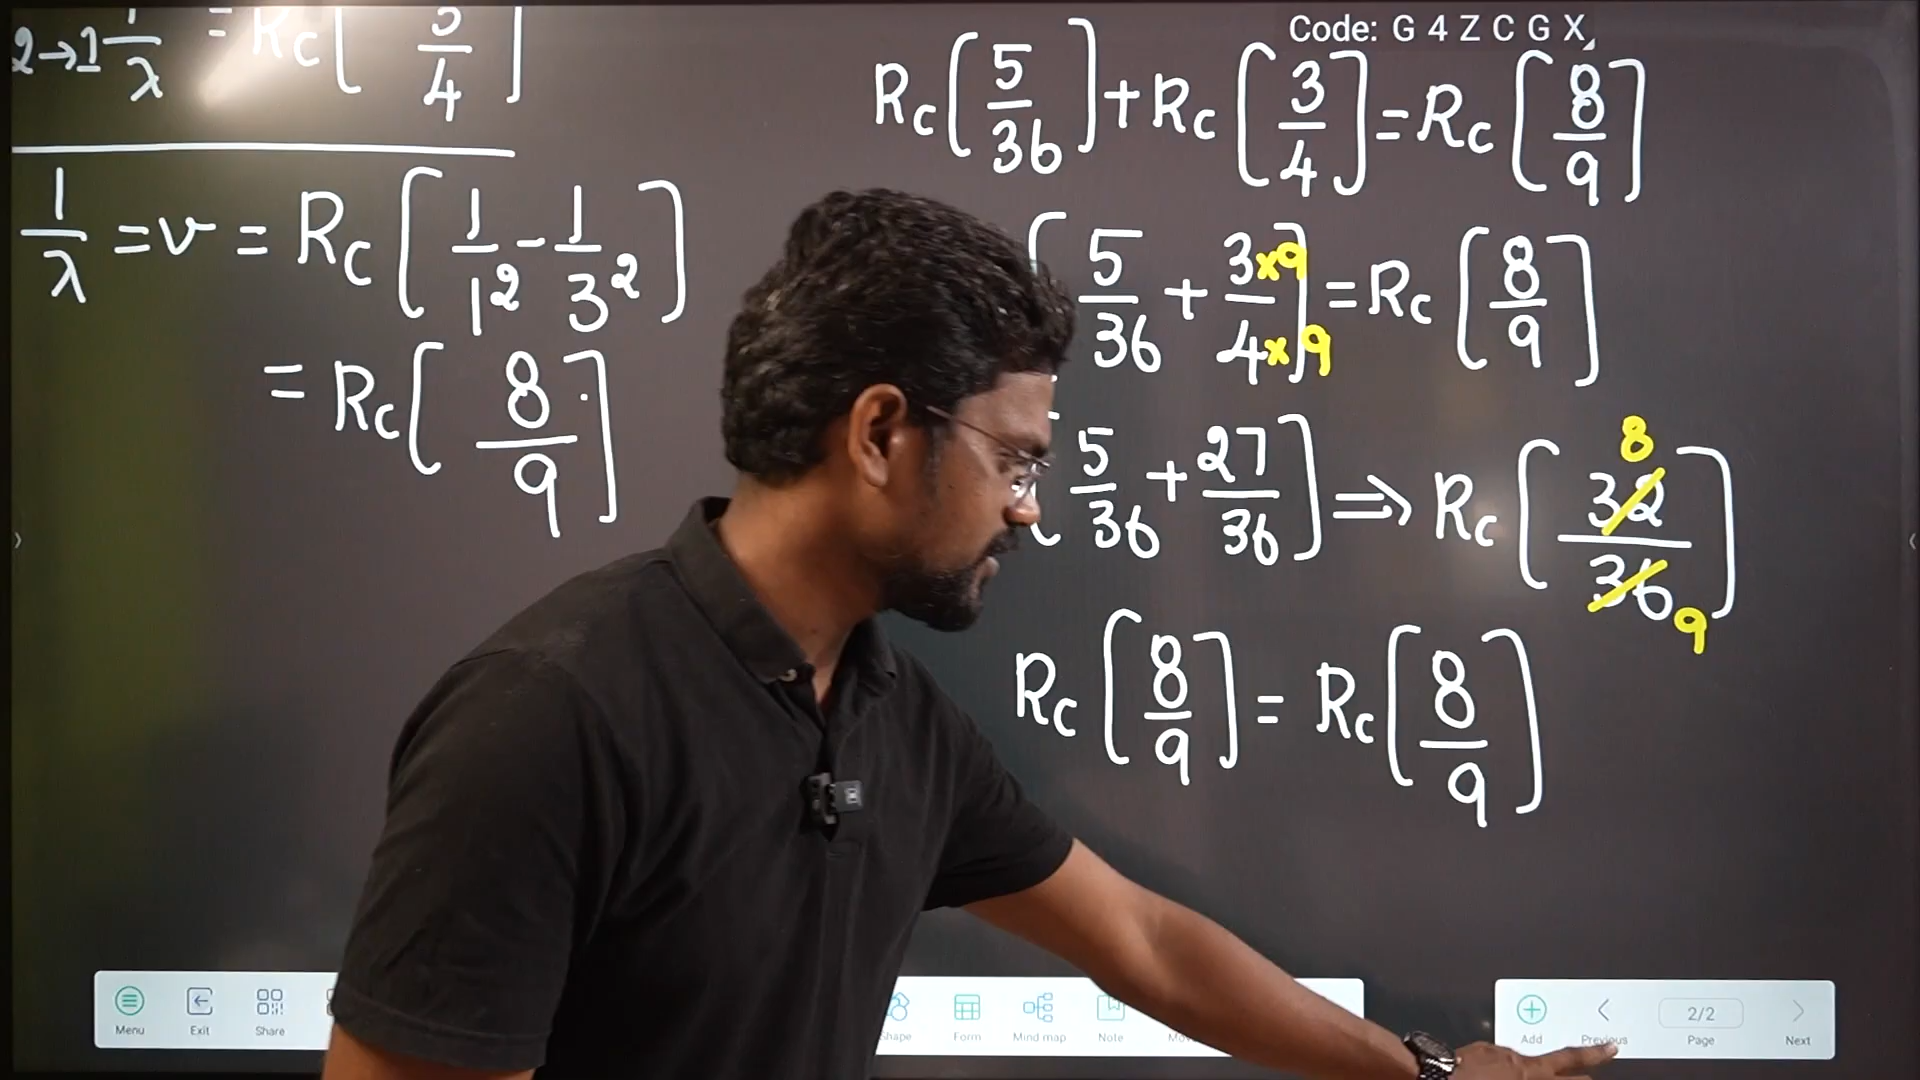 Code: G 4 Z C G X
2→1 1/λ = Rc[ 3/4 ]
1/λ = ν = Rc[ 1/1² - 1/3² ]
= Rc[ 8/9 ]
Rc[ 5/36 ] + Rc[ 3/4 ] = Rc[ 8/9 ]
[ 5/36 + 3×9/4×9 ] = Rc[ 8/9 ]
[ 5/36 + 27/36 ] ⇒ Rc[ 32/36 ] 8 9
Rc[ 8/9 ] = Rc[ 8/9 ]
Menu Exit Share Shape Form Mind map Note
Add Previous 2/2 Page Next